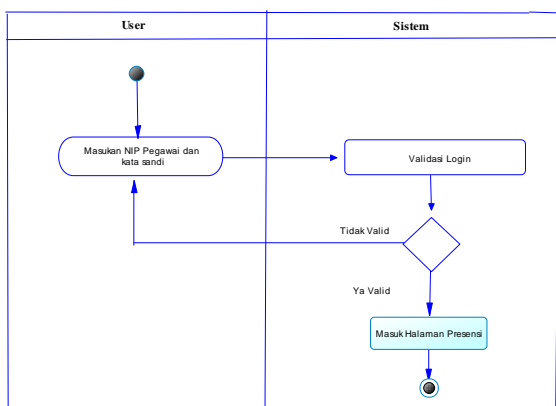 User
Sistem
Masukan NIP Pegawai dan
kata sandi
Validasi Login
Tidak Valid
Ya Valid
Masuk Halaman Presensi